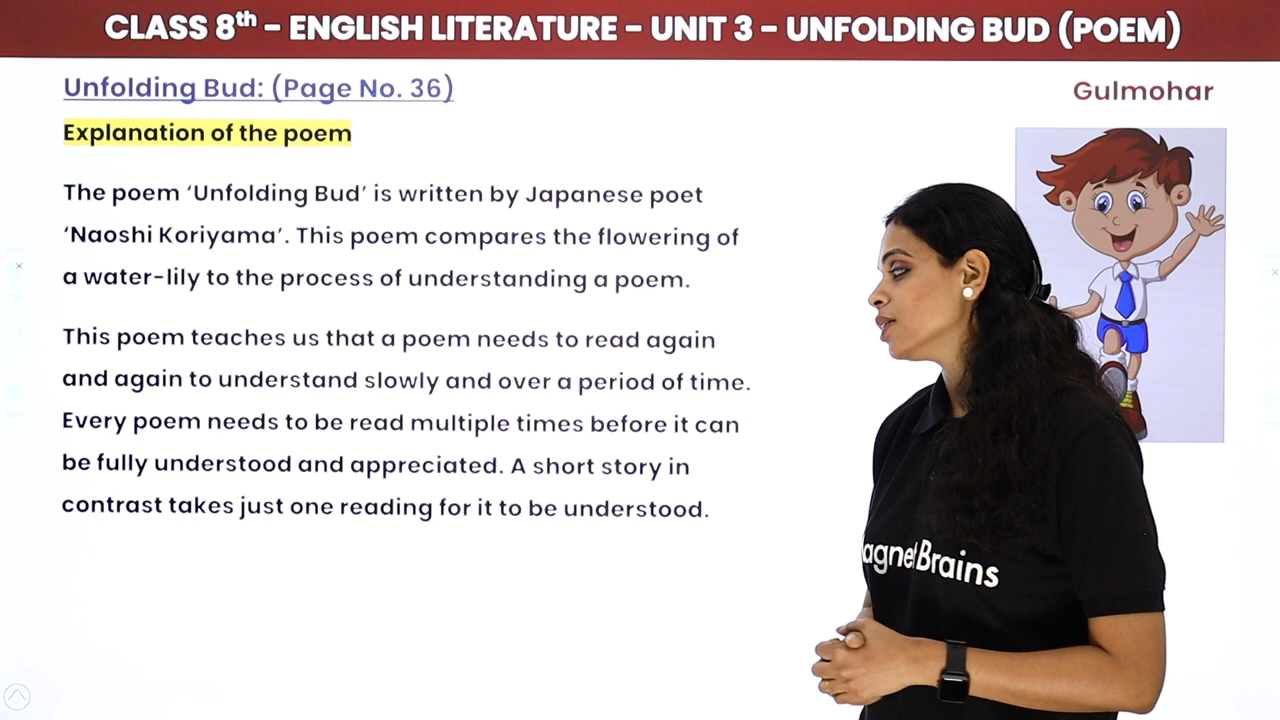 CLASS 8th – ENGLISH LITERATURE – UNIT 3 – UNFOLDING BUD (POEM)
Unfolding Bud: (Page No. 36)
Gulmohar
Explanation of the poem
The poem ‘Unfolding Bud’ is written by Japanese poet
‘Naoshi Koriyama’. This poem compares the flowering of
a water-lily to the process of understanding a poem.
This poem teaches us that a poem needs to read again
and again to understand slowly and over a period of time.
Every poem needs to be read multiple times before it can
be fully understood and appreciated. A short story in
contrast takes just one reading for it to be understood.
agnet Brains